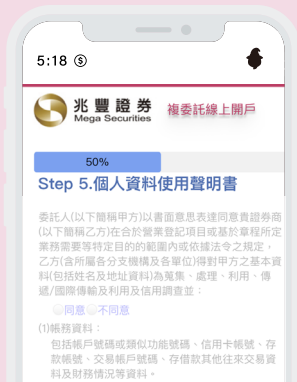 5:18
兆豐證券
Mega Securities
複委託線上開戶
50%
Step 5.個人資料使用聲明書
委託人(以下簡稱甲方)以書面意思表達同意貴證券商
(以下簡稱乙方)在合於營業登記項目或基於章程所定
業務需要等特定目的的範圍內或依據法令之規定，
乙方(含所屬各分支機構及各單位)得對甲方之基本資
料(包括姓名及地址資料)為蒐集、處理、利用、傳
遞/國際傳輸及利用及信用調查並：
同意 不同意
(1)帳務資料：
包括帳戶號碼或類似功能號碼、信用卡帳號、存
款帳號、交易帳戶號碼、存借款其他往來交易資
料及財務情況等資料。